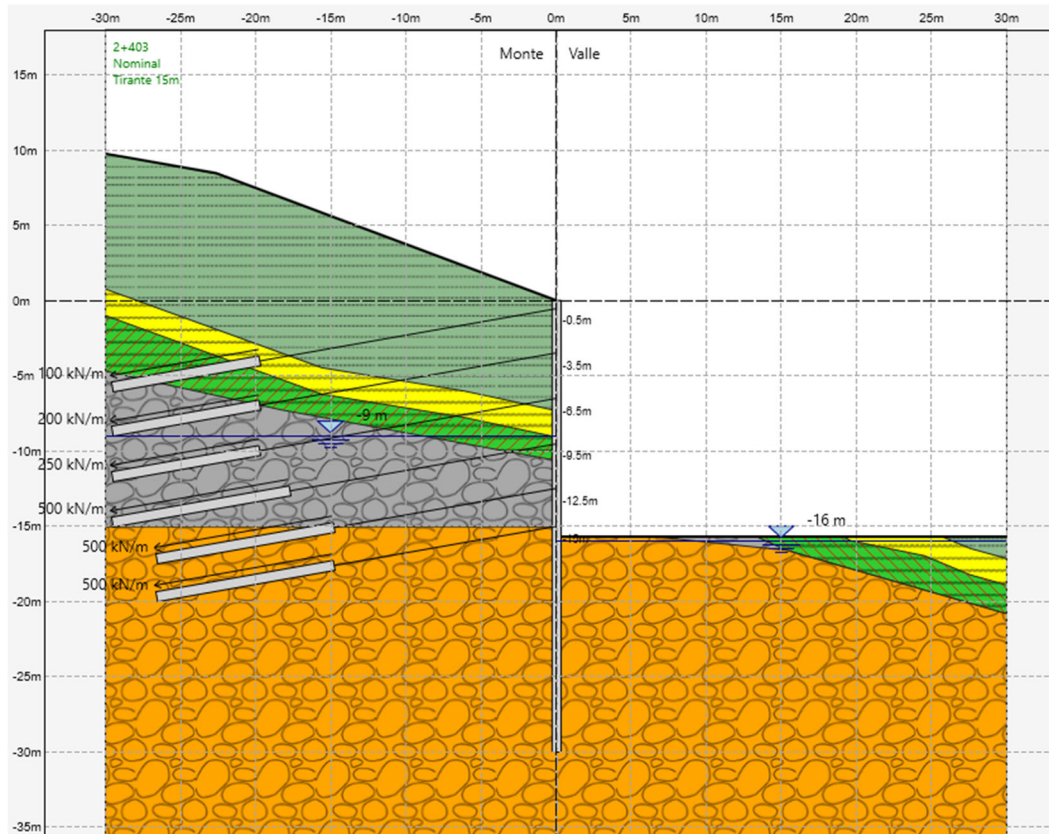 -30m -25m -20m -15m -10m -5m 0m 5m 10m 15m 20m 25m 30m
2+403
Nominal
Tirante 15m
Monte Valle
15m
10m
5m
0m
-0.5m
-3.5m
-5m
100 kN/m
-6.5m
200 kN/m
-9 m
250 kN/m
-10m
-9.5m
-12.5m
500 kN/m
-15m
-16 m
-15m
500 kN/m
500 kN/m
-20m
-25m
-30m
-35m